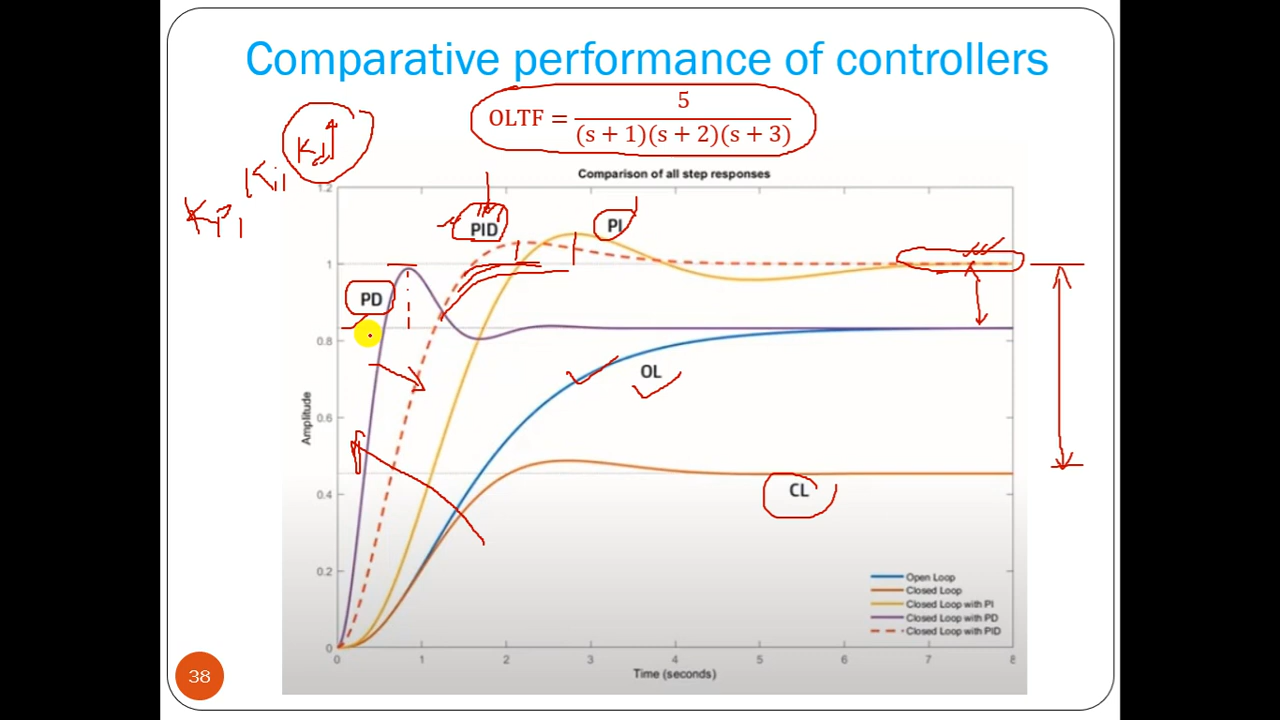 Comparative performance of controllers
OLTF = 5 / (s + 1)(s + 2)(s + 3)
Kp, Ki, Kd↑
Comparison of all step responses
PID
PI
PD
OL
CL
Amplitude
1.2
1
0.8
0.6
0.4
0.2
0
0 1 2 3 4 5 6 7 8
Time (seconds)
Open Loop
Closed Loop
Closed Loop with PI
Closed Loop with PD
Closed Loop with PID
38